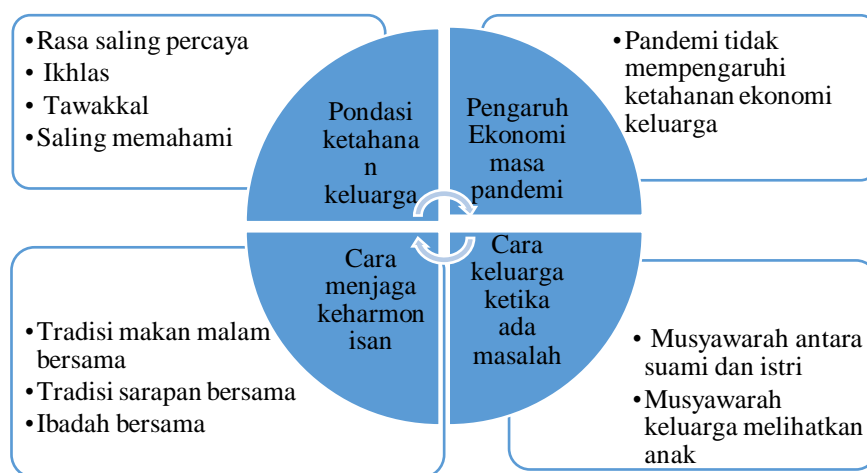 •Rasa saling percaya
• Ikhlas
• Tawakkal
•Saling memahami
Pondasi
ketahana
n
keluarga
Pengaruh
Ekonomi
masa
pandemi
•Pandemi tidak
mempengaruhi
ketahanan ekonomi
keluarga
•Tradisi makan malam
bersama
•Tradisi sarapan bersama
•Ibadah bersama
Cara
menjaga
keharmon
isan
Cara
keluarga
ketika
ada
masalah
• Musyawarah antara
suami dan istri
•Musyawarah
keluarga melihatkan
anak